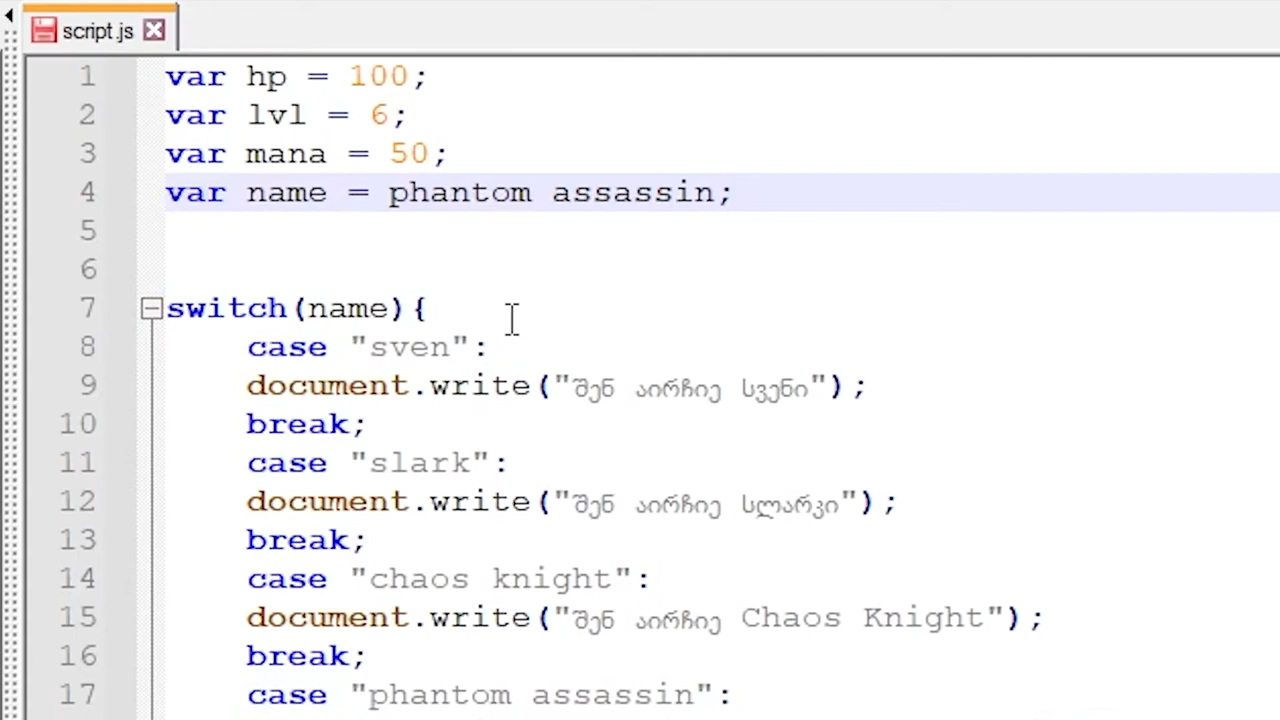 script.js
1 var hp = 100;
2 var lvl = 6;
3 var mana = 50;
4 var name = phantom assassin;
5
6
7 switch(name){
8 case "sven":
9 document.write("შენ აირჩიე სვენი");
10 break;
11 case "slark":
12 document.write("შენ აირჩიე სლარკი");
13 break;
14 case "chaos knight":
15 document.write("შენ აირჩიე Chaos Knight");
16 break;
17 case "phantom assassin":